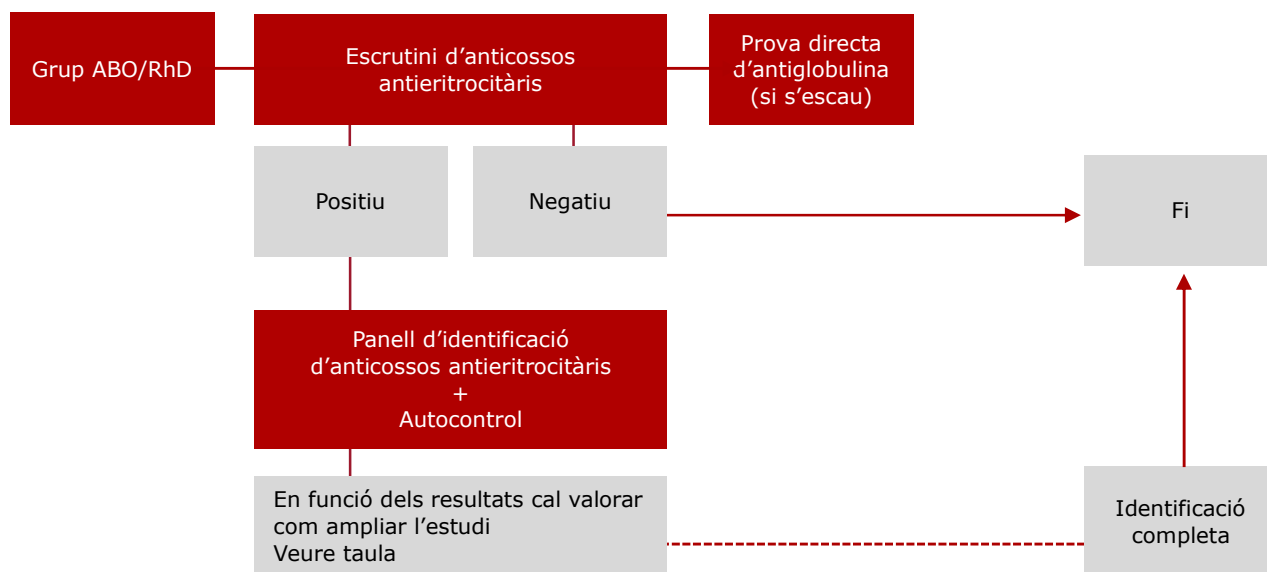 Grup ABO/RhD
Escrutini d’anticossos
antieritrocitàris
Prova directa
d’antiglobulina
(si s’escau)
Positiu
Negatiu
Fi
Panell d’identificació
d’anticossos antieritrocitàris
+
Autocontrol
En funció dels resultats cal valorar
com ampliar l’estudi
Veure taula
Identificació
completa